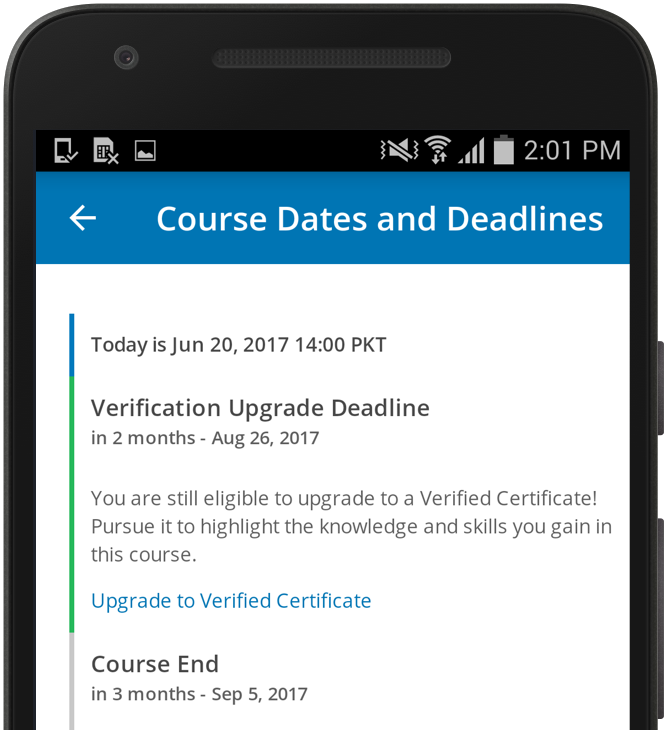 2:01 PM
Course Dates and Deadlines
Today is Jun 20, 2017 14:00 PKT
Verification Upgrade Deadline
in 2 months - Aug 26, 2017
You are still eligible to upgrade to a Verified Certificate!
Pursue it to highlight the knowledge and skills you gain in
this course.
Upgrade to Verified Certificate
Course End
in 3 months - Sep 5, 2017